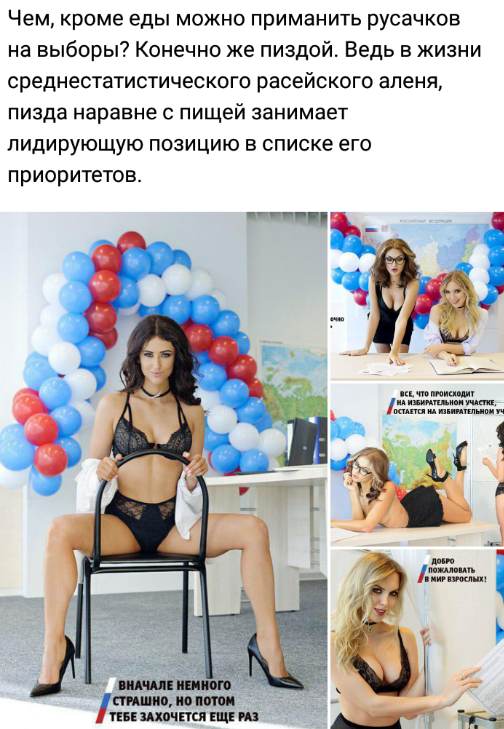 Чем, кроме еды можно приманить русачков
на выборы? Конечно же пиздой. Ведь в жизни
среднестатистического расейского аленя,
пизда наравне с пищей занимает
лидирующую позицию в списке его
приоритетов.
ВНАЧАЛЕ НЕМНОГО
СТРАШНО, НО ПОТОМ
ТЕБЕ ЗАХОЧЕТСЯ ЕЩЕ РАЗ
РОССИЙСКАЯ ФЕДЕРАЦИЯ
ВСЕ, ЧТО ПРОИСХОДИТ
НА ИЗБИРАТЕЛЬНОМ УЧАСТКЕ,
ОСТАЕТСЯ НА ИЗБИРАТЕЛЬНОМ УЧ
ДОБРО
ПОЖАЛОВАТЬ
В МИР ВЗРОСЛЫХ!